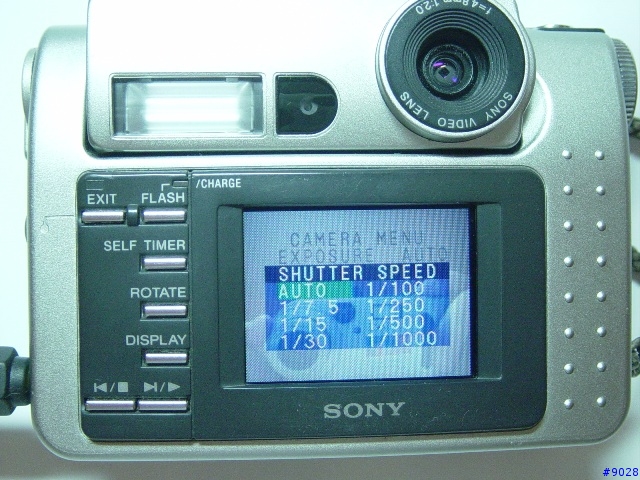 f=4.8mm 1:2.0
SONY VIDEO LENS
/CHARGE
EXIT
FLASH
SELF TIMER
ROTATE
DISPLAY
CAMERA MENU
EXPOSURE AUTO
SHUTTER SPEED
AUTO 1/100
1/7.5 1/250
1/15 1/500
1/30 1/1000
SONY
#9028